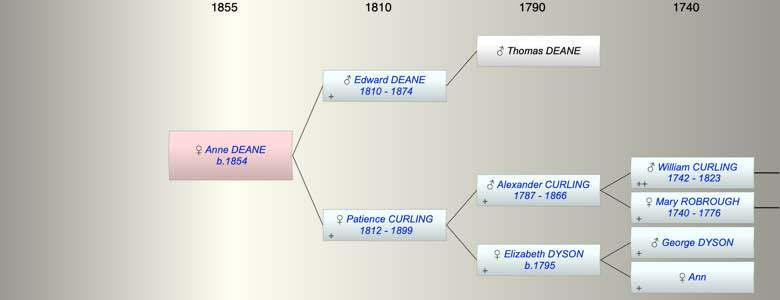 1855 1810 1790 1740
♂ Thomas DEANE
♂ Edward DEANE
1810 - 1874
+
♀ Anne DEANE
b.1854
♂ William CURLING
1742 - 1823
++
♂ Alexander CURLING
1787 - 1866
+
♀ Mary ROBROUGH
1740 - 1776
+
♀ Patience CURLING
1812 - 1899
+
♂ George DYSON
+
♀ Elizabeth DYSON
b.1795
+
♀ Ann
+